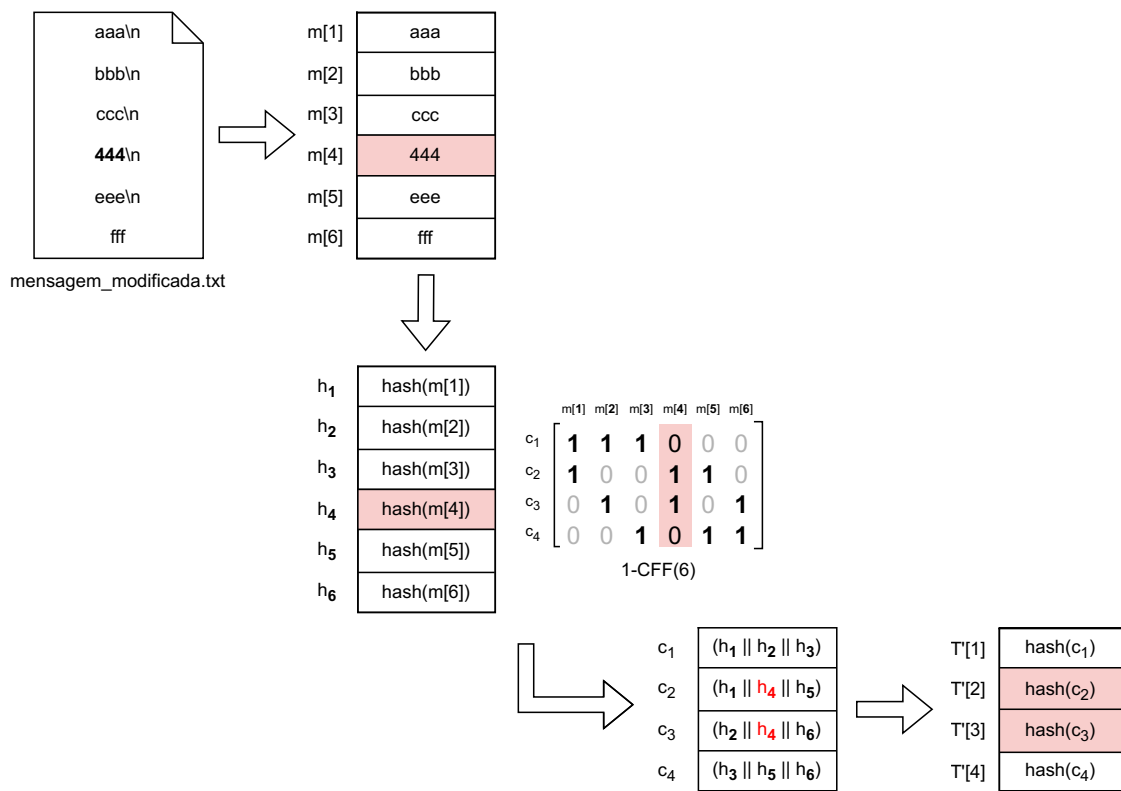 aaa\n
bbb\n
ccc\n
444\n
eee\n
fff
mensagem_modificada.txt
m[1] aaa
m[2] bbb
m[3] ccc
m[4] 444
m[5] eee
m[6] fff
h1 hash(m[1])
h2 hash(m[2])
h3 hash(m[3])
h4 hash(m[4])
h5 hash(m[5])
h6 hash(m[6])
m[1] m[2] m[3] m[4] m[5] m[6]
c1 1 1 1 0 0 0
c2 1 0 0 1 1 0
c3 0 1 0 1 0 1
c4 0 0 1 0 1 1
1-CFF(6)
c1 (h1 || h2 || h3)
c2 (h1 || h4 || h5)
c3 (h2 || h4 || h6)
c4 (h3 || h5 || h6)
T'[1] hash(c1)
T'[2] hash(c2)
T'[3] hash(c3)
T'[4] hash(c4)